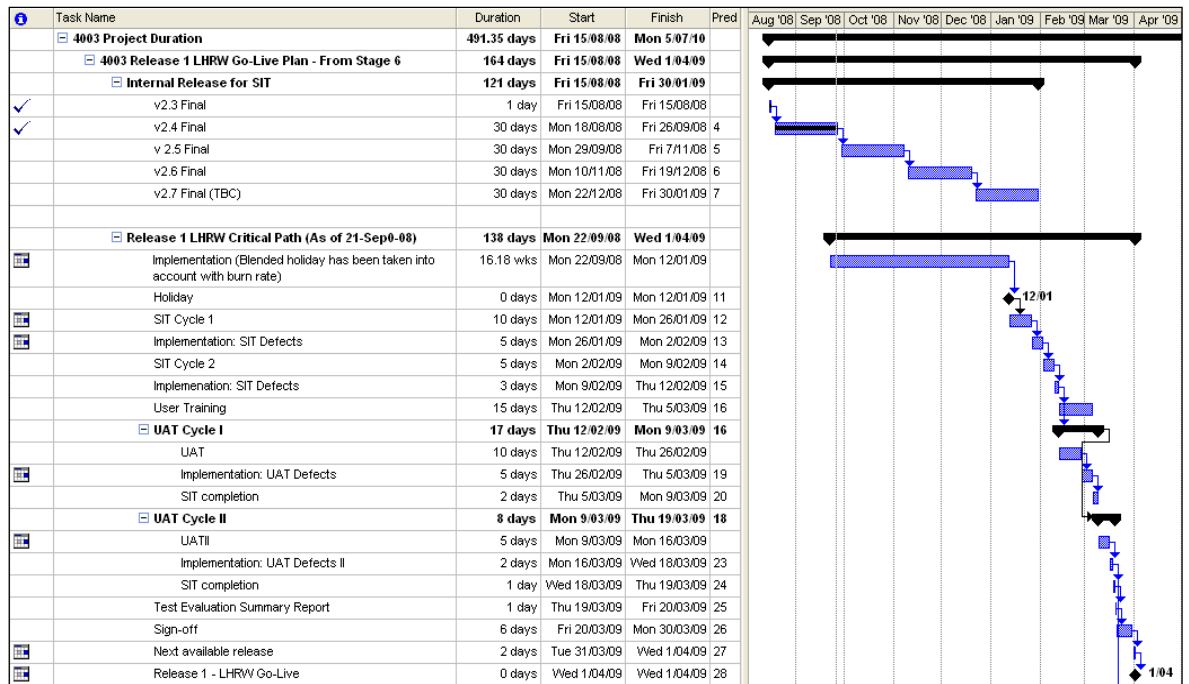 Task Name Duration Start Finish Pred Aug '08 Sep '08 Oct '08 Nov '08 Dec '08 Jan '09 Feb '09 Mar '09 Apr '09
4003 Project Duration 491.35 days Fri 15/08/08 Mon 5/07/10
4003 Release 1 LHRW Go-Live Plan - From Stage 6 164 days Fri 15/08/08 Wed 1/04/09
Internal Release for SIT 121 days Fri 15/08/08 Fri 30/01/09
v2.3 Final 1 day Fri 15/08/08 Fri 15/08/08
v2.4 Final 30 days Mon 18/08/08 Fri 26/09/08 4
v 2.5 Final 30 days Mon 29/09/08 Fri 7/11/08 5
v2.6 Final 30 days Mon 10/11/08 Fri 19/12/08 6
v2.7 Final (TBC) 30 days Mon 22/12/08 Fri 30/01/09 7
Release 1 LHRW Critical Path (As of 21-Sep0-08) 138 days Mon 22/09/08 Wed 1/04/09
Implementation (Blended holiday has been taken into account with burn rate) 16.18 wks Mon 22/09/08 Mon 12/01/09
Holiday 0 days Mon 12/01/09 Mon 12/01/09 11 12/01
SIT Cycle 1 10 days Mon 12/01/09 Mon 26/01/09 12
Implementation: SIT Defects 5 days Mon 26/01/09 Mon 2/02/09 13
SIT Cycle 2 5 days Mon 2/02/09 Mon 9/02/09 14
Implemenation: SIT Defects 3 days Mon 9/02/09 Thu 12/02/09 15
User Training 15 days Thu 12/02/09 Thu 5/03/09 16
UAT Cycle I 17 days Thu 12/02/09 Mon 9/03/09 16
UAT 10 days Thu 12/02/09 Thu 26/02/09
Implementation: UAT Defects 5 days Thu 26/02/09 Thu 5/03/09 19
SIT completion 2 days Thu 5/03/09 Mon 9/03/09 20
UAT Cycle II 8 days Mon 9/03/09 Thu 19/03/09 18
UATII 5 days Mon 9/03/09 Mon 16/03/09
Implementation: UAT Defects II 2 days Mon 16/03/09 Wed 18/03/09 23
SIT completion 1 day Wed 18/03/09 Thu 19/03/09 24
Test Evaluation Summary Report 1 day Thu 19/03/09 Fri 20/03/09 25
Sign-off 6 days Fri 20/03/09 Mon 30/03/09 26
Next available release 2 days Tue 31/03/09 Wed 1/04/09 27
Release 1 - LHRW Go-Live 0 days Wed 1/04/09 Wed 1/04/09 28 1/04